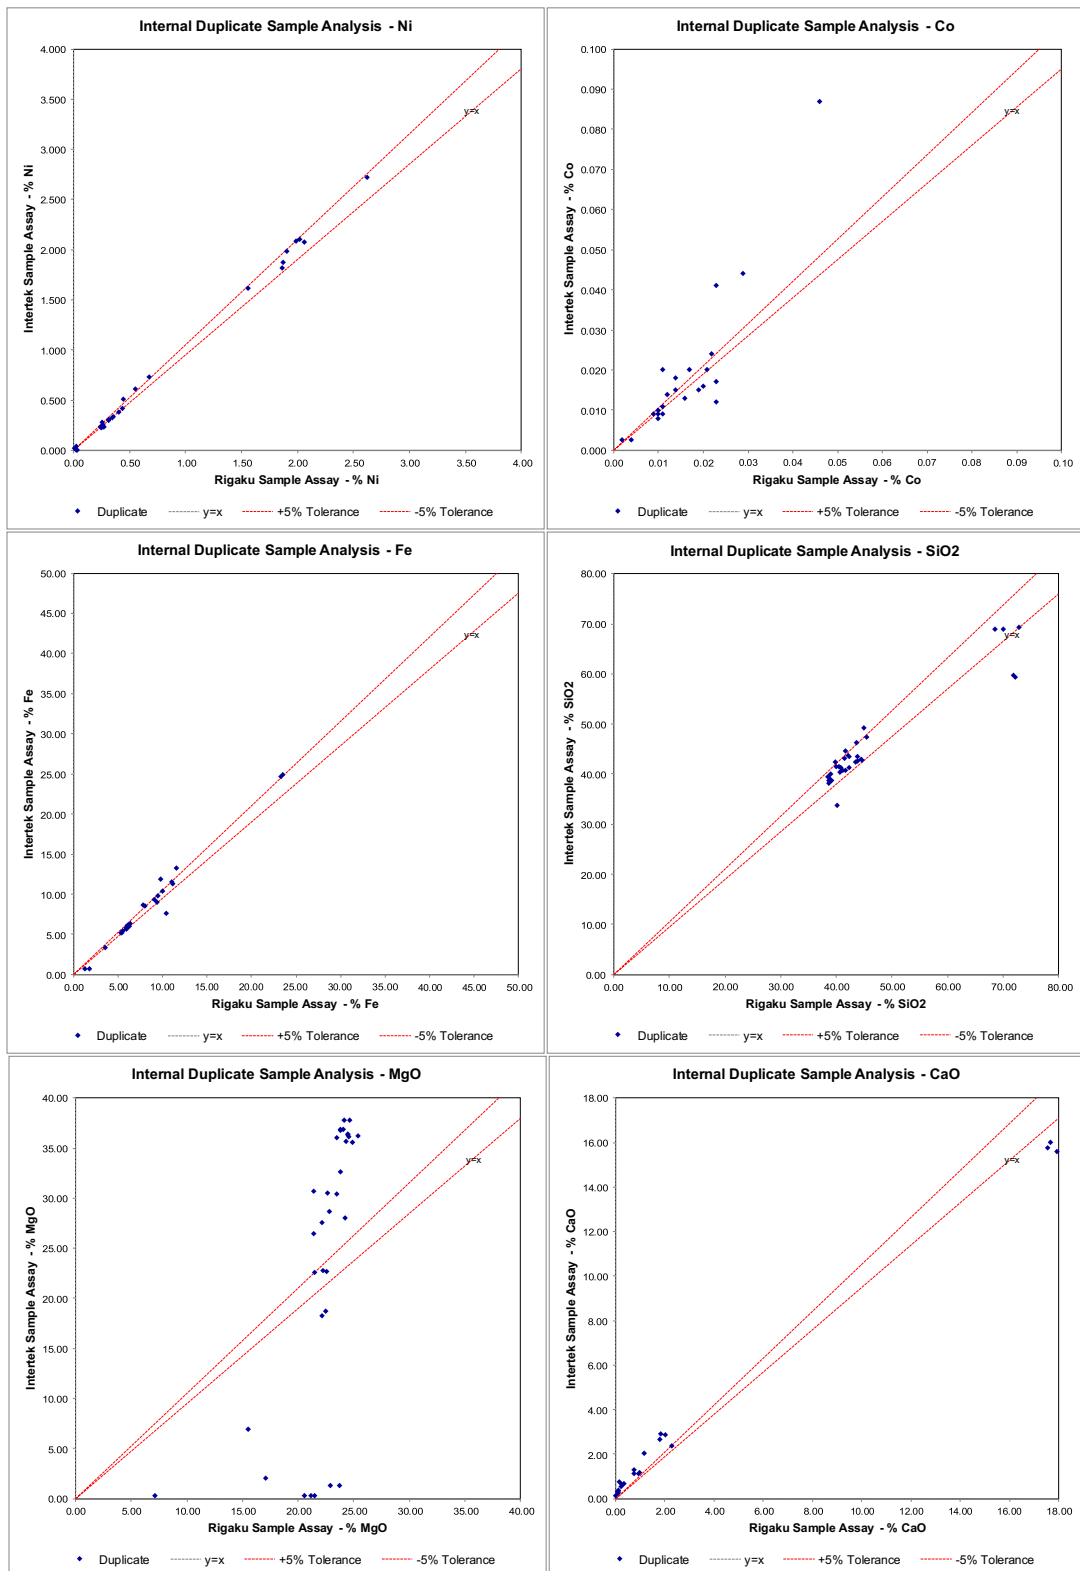 Internal Duplicate Sample Analysis - Ni
4.000
3.500
3.000
2.500
2.000
1.500
1.000
0.500
0.000
Intertek Sample Assay - % Ni
y=x
0.00 0.50 1.00 1.50 2.00 2.50 3.00 3.50 4.00
Rigaku Sample Assay - % Ni
Duplicate y=x +5% Tolerance -5% Tolerance
Internal Duplicate Sample Analysis - Co
0.100
0.090
0.080
0.070
0.060
0.050
0.040
0.030
0.020
0.010
0.000
Intertek Sample Assay - % Co
y=x
0.00 0.01 0.02 0.03 0.04 0.05 0.06 0.07 0.08 0.09 0.10
Rigaku Sample Assay - % Co
Duplicate y=x +5% Tolerance -5% Tolerance
Internal Duplicate Sample Analysis - Fe
50.00
45.00
40.00
35.00
30.00
25.00
20.00
15.00
10.00
5.00
0.00
Intertek Sample Assay - % Fe
y=x
0.00 5.00 10.00 15.00 20.00 25.00 30.00 35.00 40.00 45.00 50.00
Rigaku Sample Assay - % Fe
Duplicate y=x +5% Tolerance -5% Tolerance
Internal Duplicate Sample Analysis - SiO2
80.00
70.00
60.00
50.00
40.00
30.00
20.00
10.00
0.00
Intertek Sample Assay - % SiO2
y=x
0.00 10.00 20.00 30.00 40.00 50.00 60.00 70.00 80.00
Rigaku Sample Assay - % SiO2
Duplicate y=x +5% Tolerance -5% Tolerance
Internal Duplicate Sample Analysis - MgO
40.00
35.00
30.00
25.00
20.00
15.00
10.00
5.00
0.00
Intertek Sample Assay - % MgO
y=x
0.00 5.00 10.00 15.00 20.00 25.00 30.00 35.00 40.00
Rigaku Sample Assay - % MgO
Duplicate y=x +5% Tolerance -5% Tolerance
Internal Duplicate Sample Analysis - CaO
18.00
16.00
14.00
12.00
10.00
8.00
6.00
4.00
2.00
0.00
Intertek Sample Assay - % CaO
y=x
0.00 2.00 4.00 6.00 8.00 10.00 12.00 14.00 16.00 18.00
Rigaku Sample Assay - % CaO
Duplicate y=x +5% Tolerance -5% Tolerance